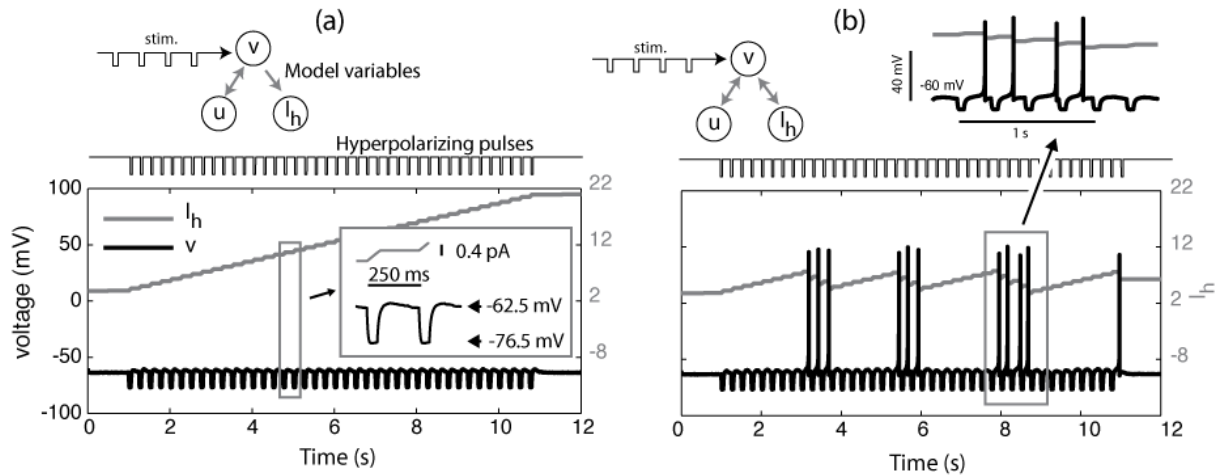 (a)
stim.
v
Model variables
u
I_h
Hyperpolarizing pulses
100
50
0
-50
-100
voltage (mV)
22
12
2
-8
I_h
v
0.4 pA
250 ms
-62.5 mV
-76.5 mV
0 2 4 6 8 10 12
Time (s)
(b)
stim.
v
u
I_h
40 mV
-60 mV
1 s
22
12
2
-8
I_h
0 2 4 6 8 10 12
Time (s)